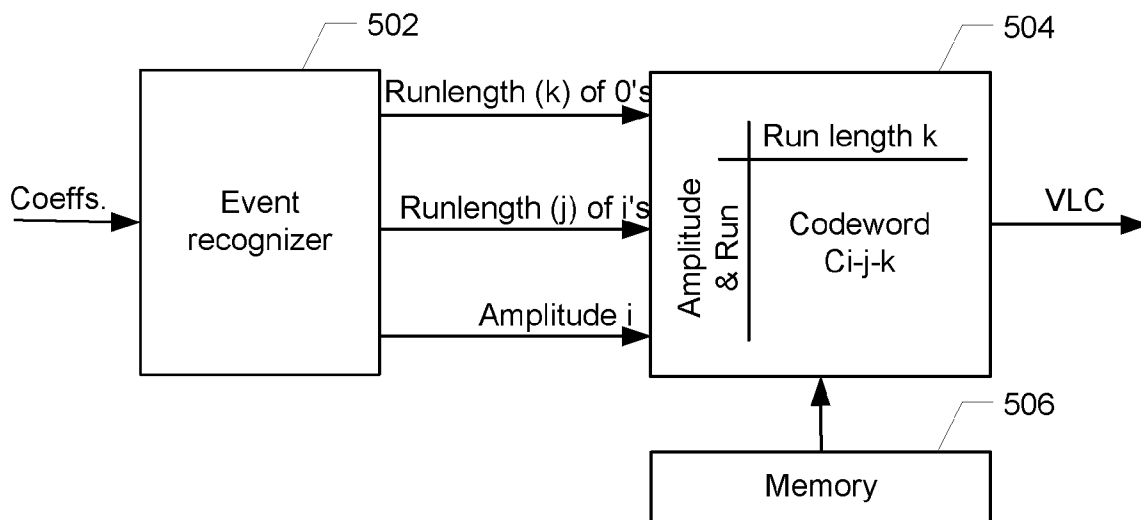 502
504
Runlength (k) of 0's
Run length k
Coeffs.
Event
recognizer
Runlength (j) of i's
Amplitude
& Run
Codeword
Ci-j-k
VLC
Amplitude i
506
Memory